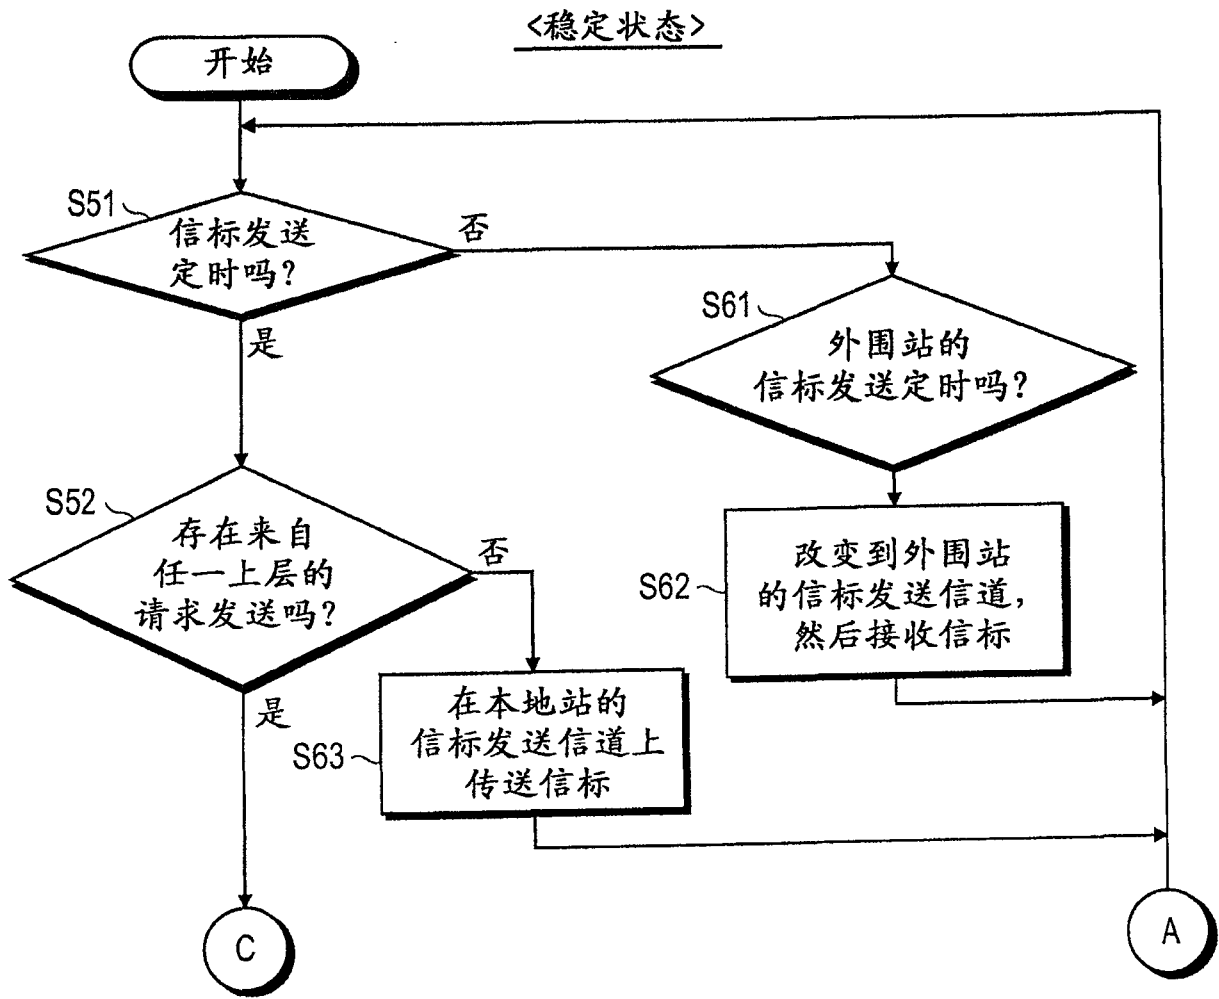 <稳定状态>
开始
S51
信标发送
定时吗?
否
是
S61
外围站的
信标发送定时吗?
S52
存在来自
任一上层的
请求发送吗?
否
是
S62
改变到外围站
的信标发送信道,
然后接收信标
S63
在本地站的
信标发送信道上
传送信标
C
A